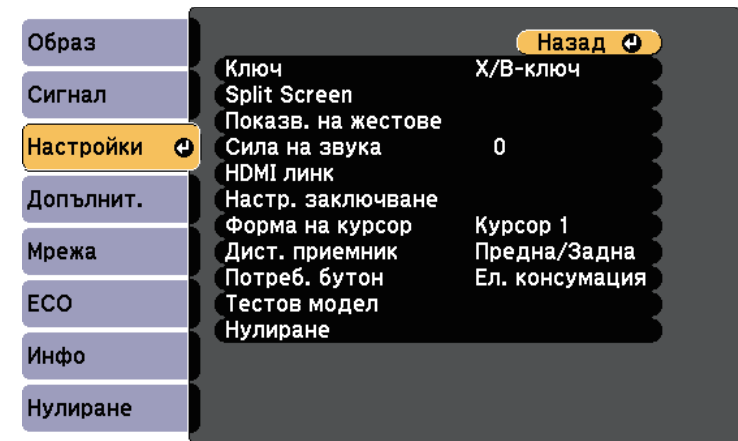 Образ
Сигнал
Настройки
Допълнит.
Мрежа
ECO
Инфо
Нулиране
Назад
Ключ Х/В-ключ
Split Screen
Показв. на жестове
Сила на звука 0
HDMI линк
Настр. заключване
Форма на курсор Курсор 1
Дист. приемник Предна/Задна
Потреб. бутон Ел. консумация
Тестов модел
Нулиране